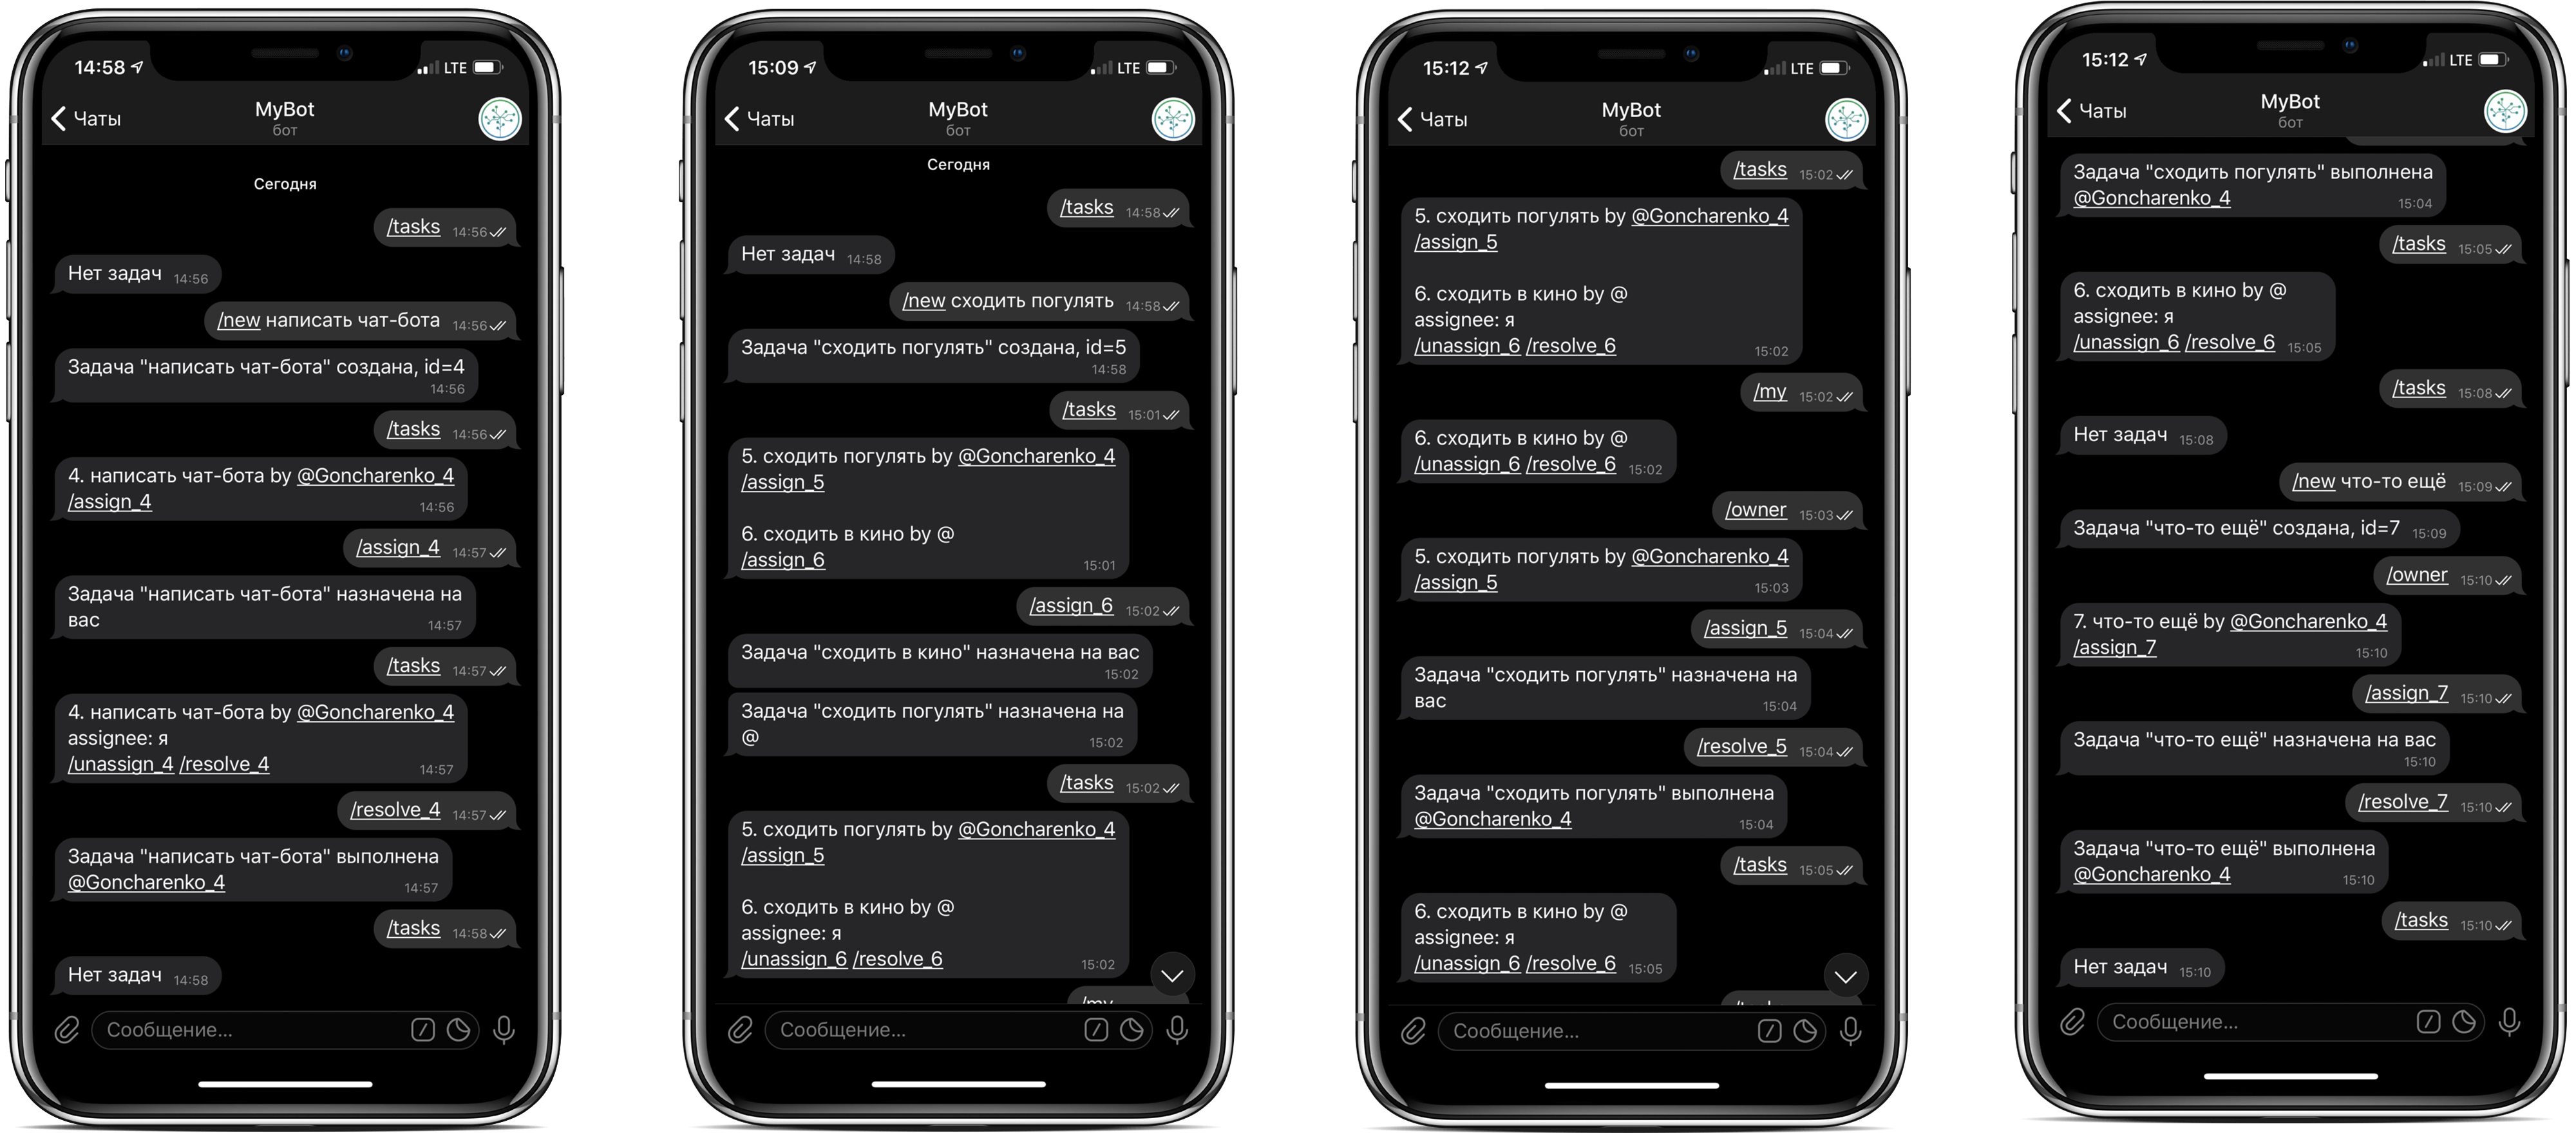 14:58 LTE
Чаты
MyBot
бот
Сегодня
/tasks 14:56
Нет задач 14:56
/new написать чат-бота 14:56
Задача "написать чат-бота" создана, id=4
14:56
/tasks 14:56
4. написать чат-бота by @Goncharenko_4
/assign_4 14:56
/assign_4 14:57
Задача "написать чат-бота" назначена на
вас 14:57
/tasks 14:57
4. написать чат-бота by @Goncharenko_4
assignee: я
/unassign_4 /resolve_4 14:57
/resolve_4 14:57
Задача "написать чат-бота" выполнена
@Goncharenko_4 14:57
/tasks 14:58
Нет задач 14:58
Сообщение...
15:09 LTE
Чаты
MyBot
бот
Сегодня
/tasks 14:58
Нет задач 14:58
/new сходить погулять 14:58
Задача "сходить погулять" создана, id=5
14:58
/tasks 15:01
5. сходить погулять by @Goncharenko_4
/assign_5
6. сходить в кино by @
/assign_6 15:01
/assign_6 15:02
Задача "сходить в кино" назначена на вас
15:02
Задача "сходить погулять" назначена на
@ 15:02
/tasks 15:02
5. сходить погулять by @Goncharenko_4
/assign_5
6. сходить в кино by @
assignee: я
/unassign_6 /resolve_6 15:02
/my
Сообщение...
15:12 LTE
Чаты
MyBot
бот
/tasks 15:02
5. сходить погулять by @Goncharenko_4
/assign_5
6. сходить в кино by @
assignee: я
/unassign_6 /resolve_6 15:02
/my 15:02
6. сходить в кино by @
/unassign_6 /resolve_6 15:02
/owner 15:03
5. сходить погулять by @Goncharenko_4
/assign_5 15:03
/assign_5 15:04
Задача "сходить погулять" назначена на
вас 15:04
/resolve_5 15:04
Задача "сходить погулять" выполнена
@Goncharenko_4 15:04
/tasks 15:05
6. сходить в кино by @
assignee: я
/unassign_6 /resolve_6 15:05
Сообщение...
15:12 LTE
Чаты
MyBot
бот
Задача "сходить погулять" выполнена
@Goncharenko_4 15:04
/tasks 15:05
6. сходить в кино by @
assignee: я
/unassign_6 /resolve_6 15:05
/tasks 15:08
Нет задач 15:08
/new что-то ещё 15:09
Задача "что-то ещё" создана, id=7 15:09
/owner 15:10
7. что-то ещё by @Goncharenko_4
/assign_7 15:10
/assign_7 15:10
Задача "что-то ещё" назначена на вас
15:10
/resolve_7 15:10
Задача "что-то ещё" выполнена
@Goncharenko_4 15:10
/tasks 15:10
Нет задач 15:10
Сообщение...